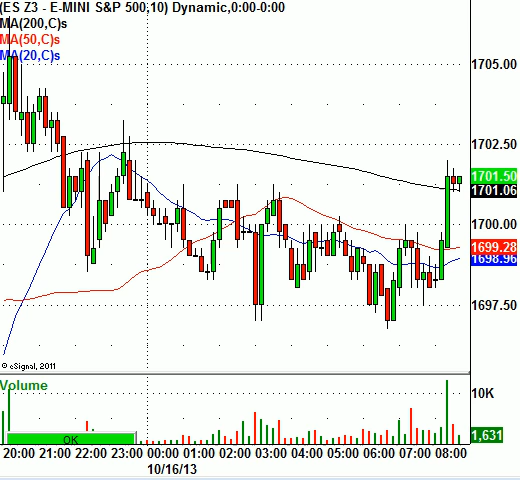 (ES Z3 - E-MINI S&P 500,10) Dynamic,0:00-0:00
MA(200,C)s
MA(50,C)s
MA(20,C)s
1705.00
1702.50
1701.50
1701.06
1700.00
1699.28
1698.96
1697.50
© eSignal, 2011
Volume
10K
1,631
OK
20:00 21:00 22:00 23:00 00:00 01:00 02:00 03:00 04:00 05:00 06:00 07:00 08:00
10/16/13